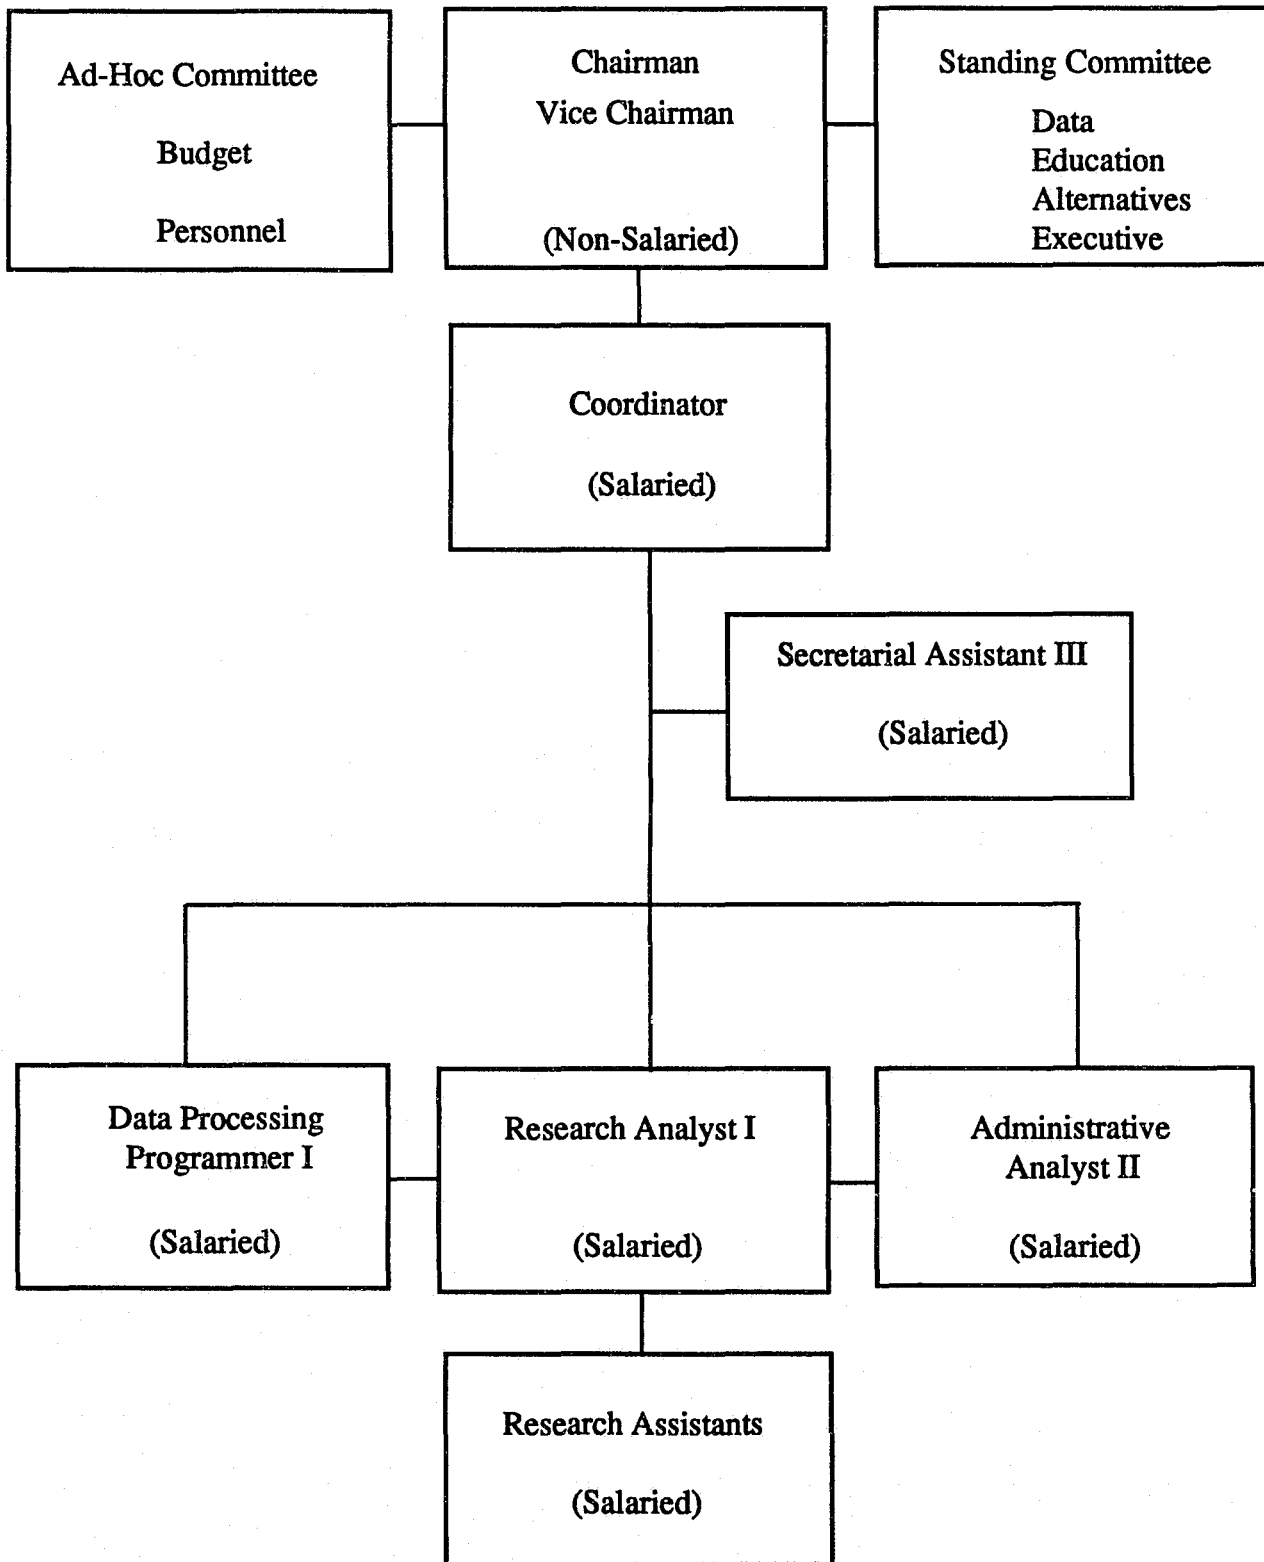 Ad-Hoc Committee
Budget
Personnel
Chairman
Vice Chairman
(Non-Salaried)
Standing Committee
Data
Education
Alternatives
Executive
Coordinator
(Salaried)
Secretarial Assistant III
(Salaried)
Data Processing
Programmer I
(Salaried)
Research Analyst I
(Salaried)
Administrative
Analyst II
(Salaried)
Research Assistants
(Salaried)